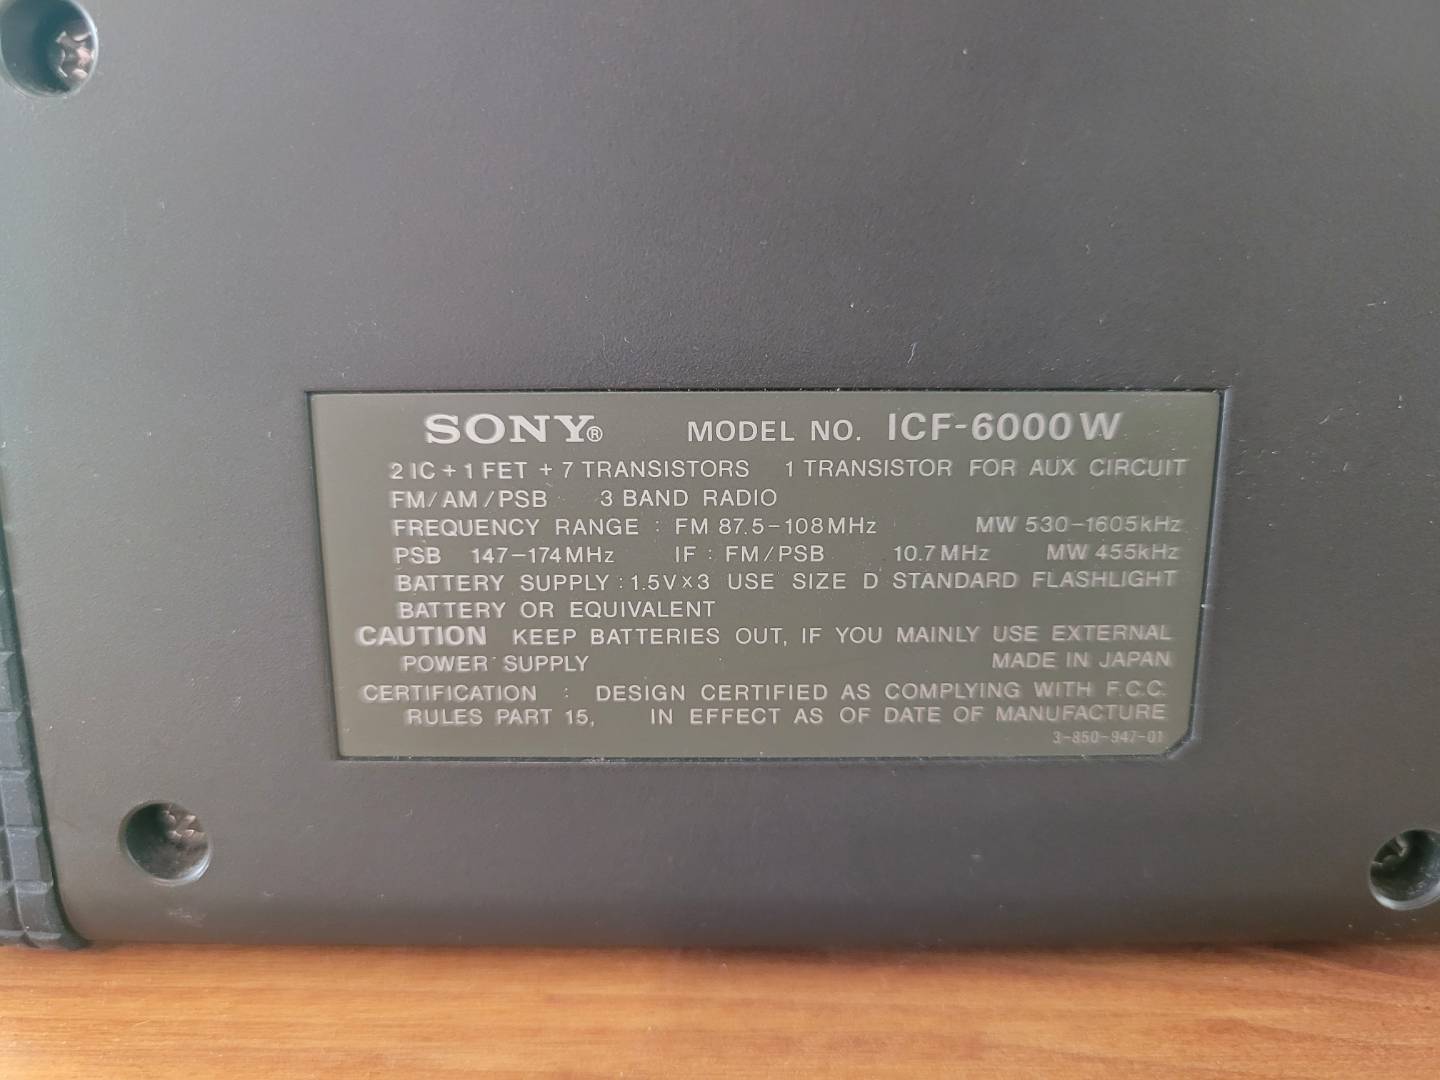 SONY® MODEL NO. ICF-6000W
2 IC + 1 FET + 7 TRANSISTORS 1 TRANSISTOR FOR AUX CIRCUIT
FM/AM/PSB 3 BAND RADIO
FREQUENCY RANGE : FM 87.5-108MHz MW 530-1605kHz
PSB 147-174MHz IF : FM/PSB 10.7MHz MW 455kHz
BATTERY SUPPLY : 1.5V×3 USE SIZE D STANDARD FLASHLIGHT
BATTERY OR EQUIVALENT
CAUTION KEEP BATTERIES OUT, IF YOU MAINLY USE EXTERNAL
POWER SUPPLY MADE IN JAPAN
CERTIFICATION : DESIGN CERTIFIED AS COMPLYING WITH F.C.C.
RULES PART 15, IN EFFECT AS OF DATE OF MANUFACTURE
3-850-947-01